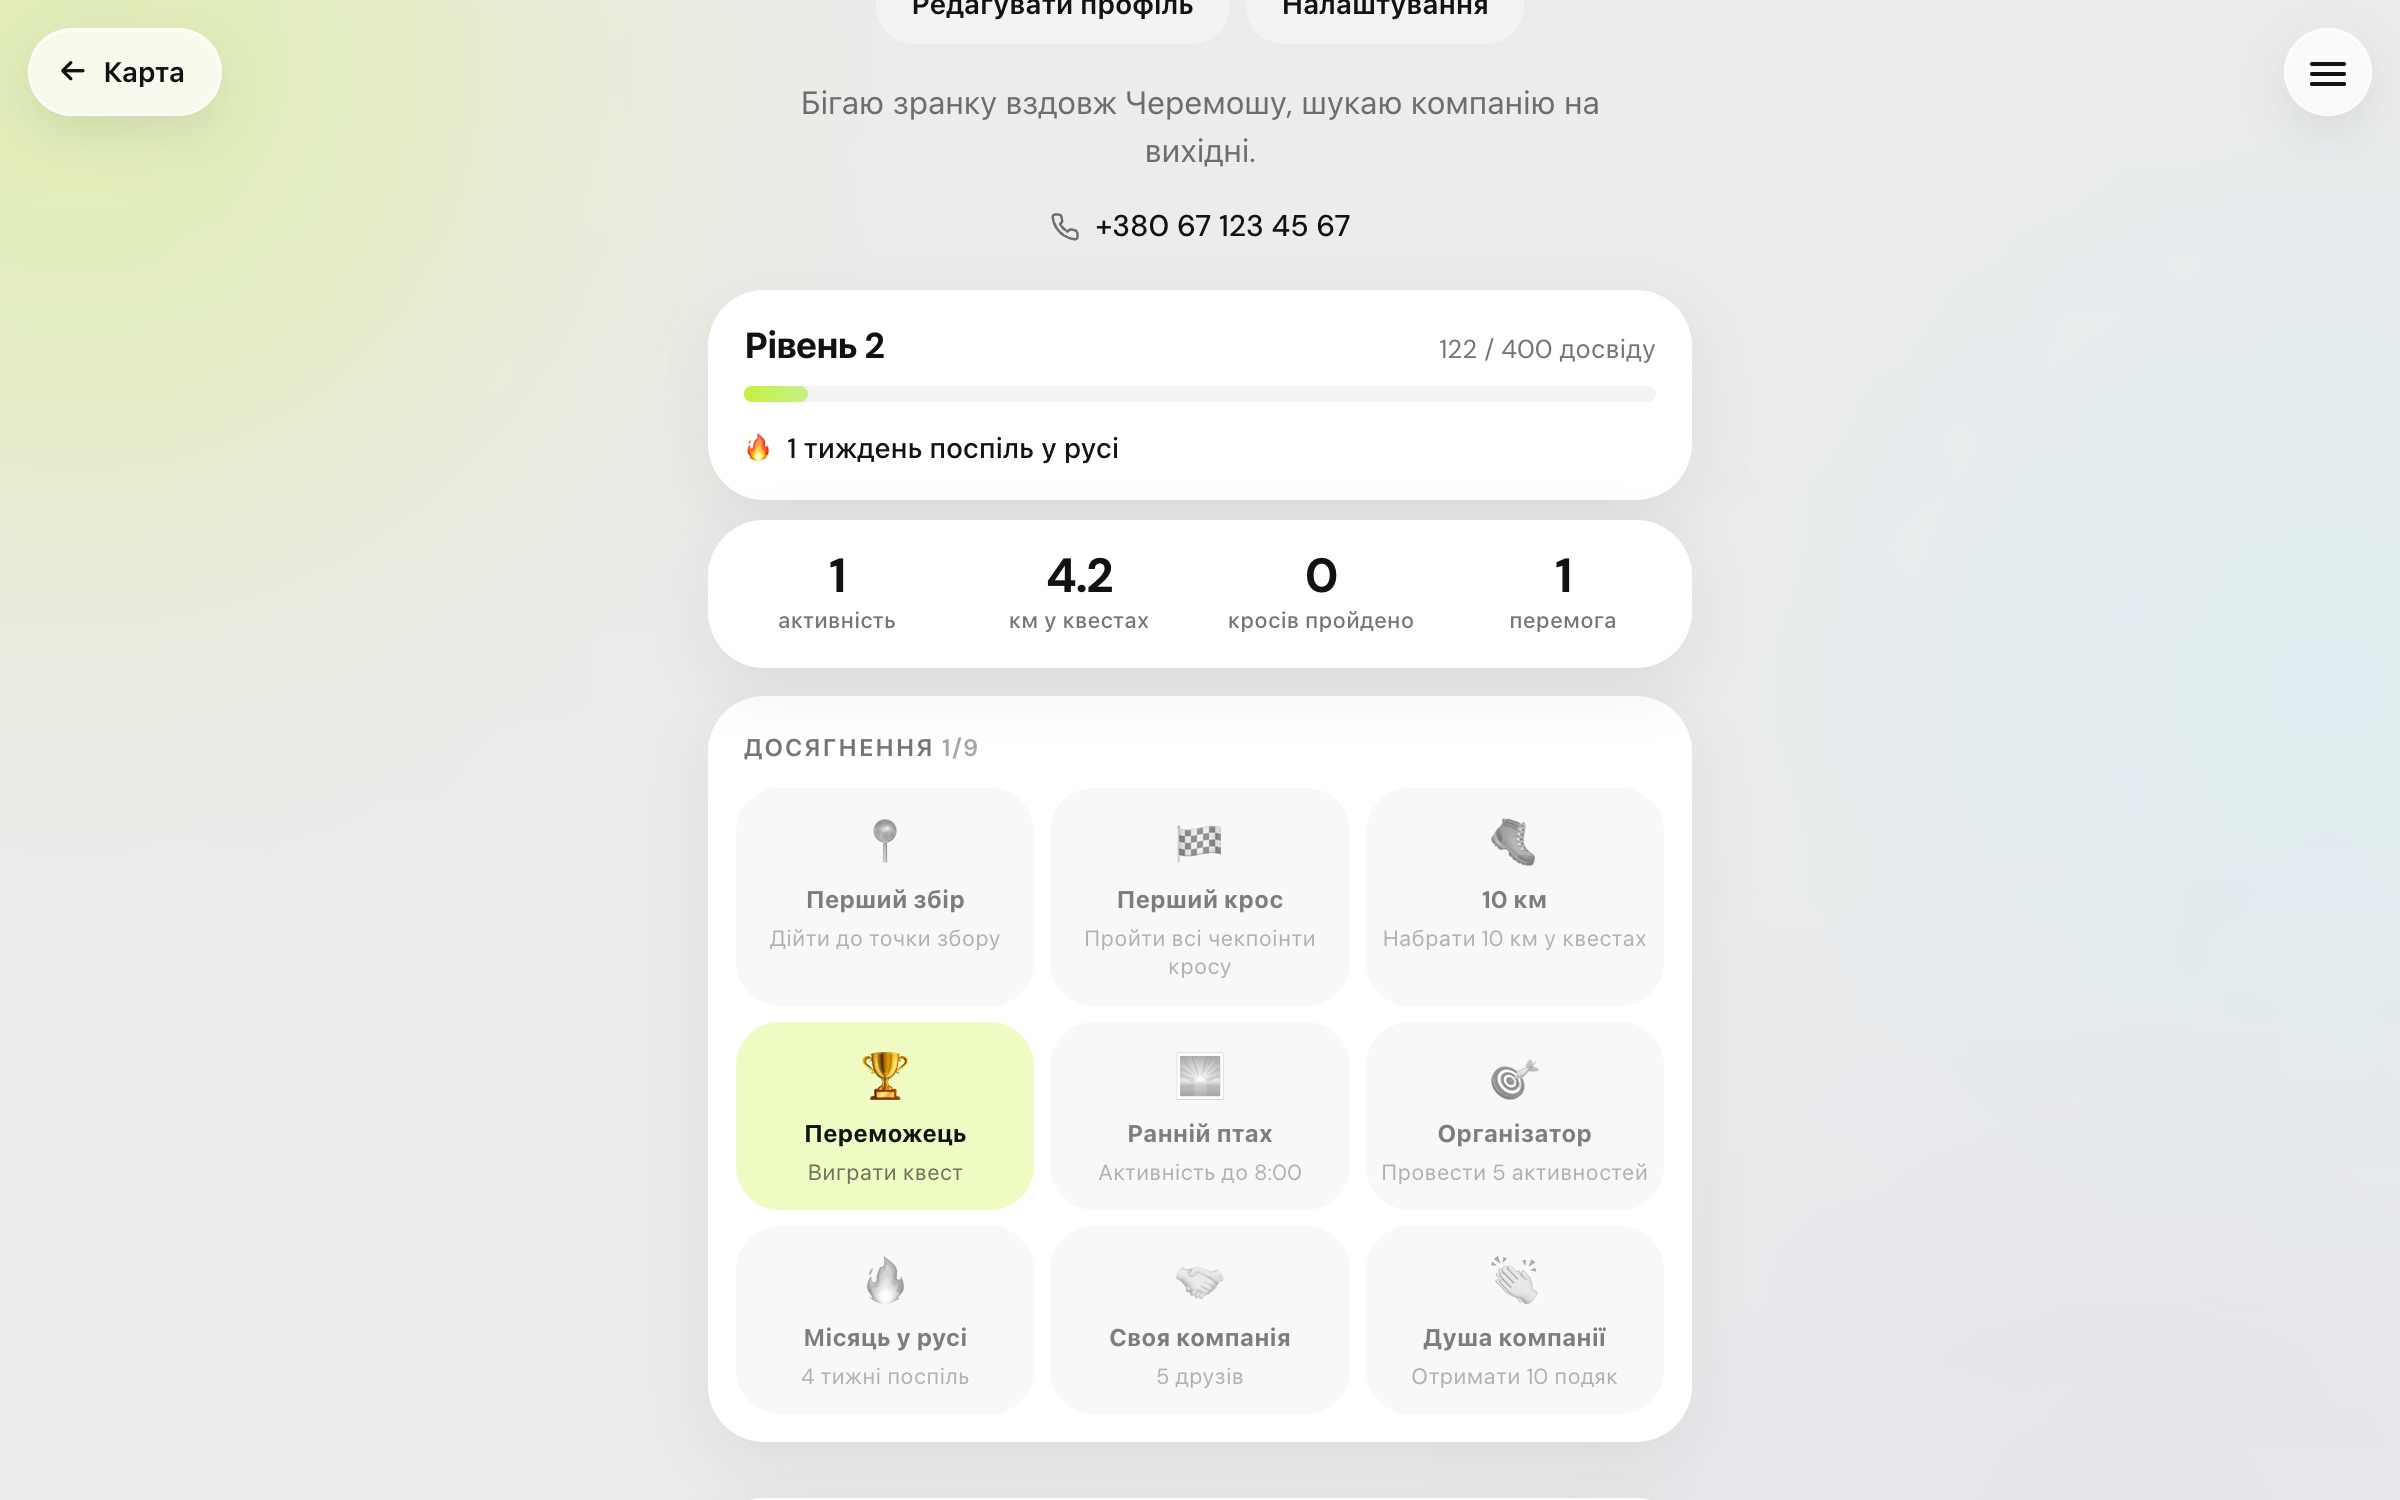 Редагувати профіль
Налаштування
Карта
Бігаю зранку вздовж Черемошу, шукаю компанію на
вихідні.
+380 67 123 45 67
Рівень 2
122 / 400 досвіду
1 тиждень поспіль у русі
1
активність
4.2
км у квестах
0
кросів пройдено
1
перемога
ДОСЯГНЕННЯ 1/9
Перший збір
Дійти до точки збору
Перший крос
Пройти всі чекпоінти
кросу
10 км
Набрати 10 км у квестах
Переможець
Виграти квест
Ранній птах
Активність до 8:00
Організатор
Провести 5 активностей
Місяць у русі
4 тижні поспіль
Своя компанія
5 друзів
Душа компанії
Отримати 10 подяк